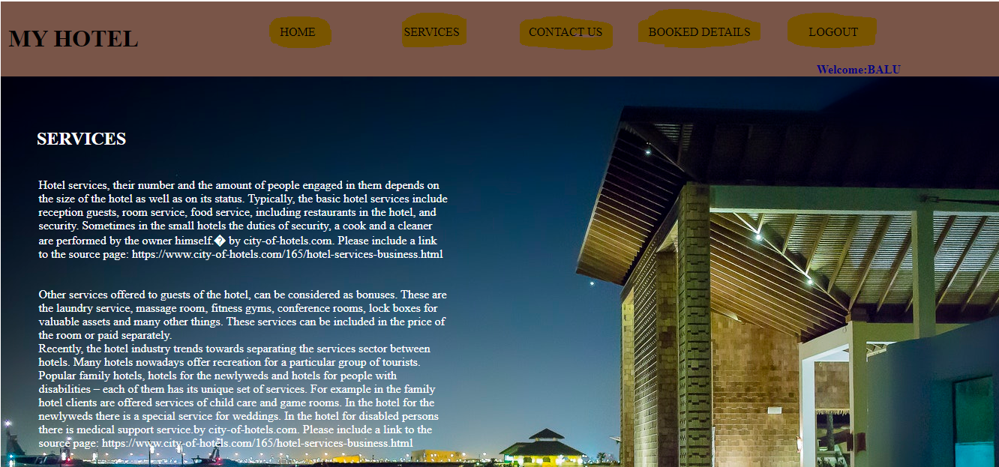 MY HOTEL
HOME
SERVICES
CONTACT US
BOOKED DETAILS
LOGOUT
Welcome:BALU
SERVICES
Hotel services, their number and the amount of people engaged in them depends on
the size of the hotel as well as on its status. Typically, the basic hotel services include
reception guests, room service, food service, including restaurants in the hotel, and
security. Sometimes in the small hotels the duties of security, a cook and a cleaner
are performed by the owner himself.� by city-of-hotels.com. Please include a link
to the source page: https://www.city-of-hotels.com/165/hotel-services-business.html
Other services offered to guests of the hotel, can be considered as bonuses. These are
the laundry service, massage room, fitness gyms, conference rooms, lock boxes for
valuable assets and many other things. These services can be included in the price of
the room or paid separately.
Recently, the hotel industry trends towards separating the services sector between
hotels. Many hotels nowadays offer recreation for a particular group of tourists.
Popular family hotels, hotels for the newlyweds and hotels for people with
disabilities – each of them has its unique set of services. For example in the family
hotel clients are offered services of child care and game rooms. In the hotel for the
newlyweds there is a special service for weddings. In the hotel for disabled persons
there is medical support service.by city-of-hotels.com. Please include a link to the
source page: https://www.city-of-hotels.com/165/hotel-services-business.html